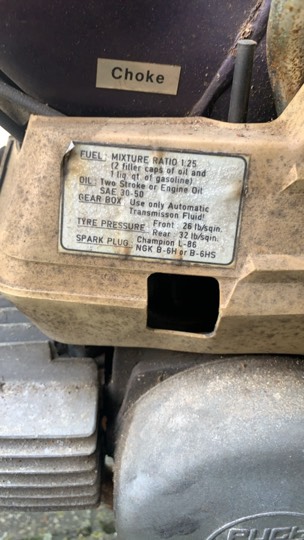 Choke
FUEL: MIXTURE RATIO 1:25
(2 filler caps of oil and
1 liq. qt. of gasoline)
OIL: Two Stroke or Engine Oil
SAE 30-50
GEAR BOX: Use only Automatic
Transmisson Fluid!
TYRE PRESSURE: Front: 26 lb/sqin.
Rear: 32 lb/sqin.
SPARK PLUG: Champion L-86
NGK B-6H or B-6HS
PUCH